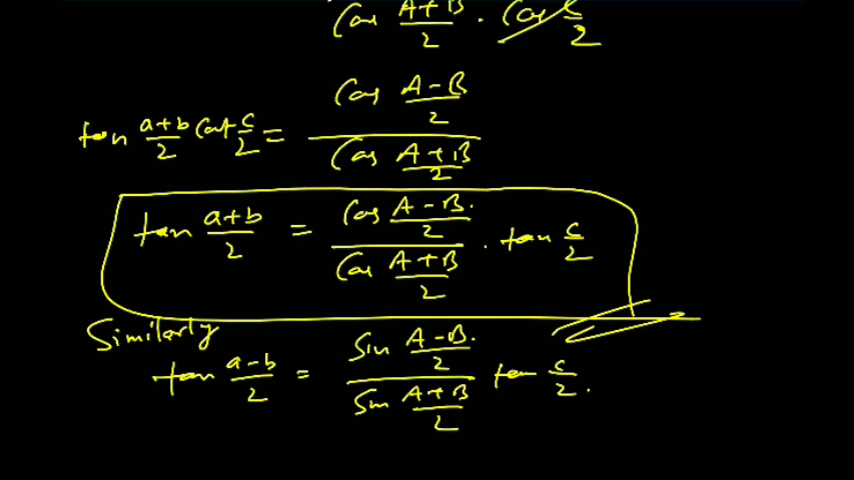 Cos A+B/2 . Cos C/2
tan a+b/2 Cot c/2 = Cos A-B/2 / Cos A+B/2
tan a+b/2 = Cos A-B/2 / Cos A+B/2 . tan c/2
Similarly
tan a-b/2 = Sin A-B/2 / Sin A+B/2 tan c/2.